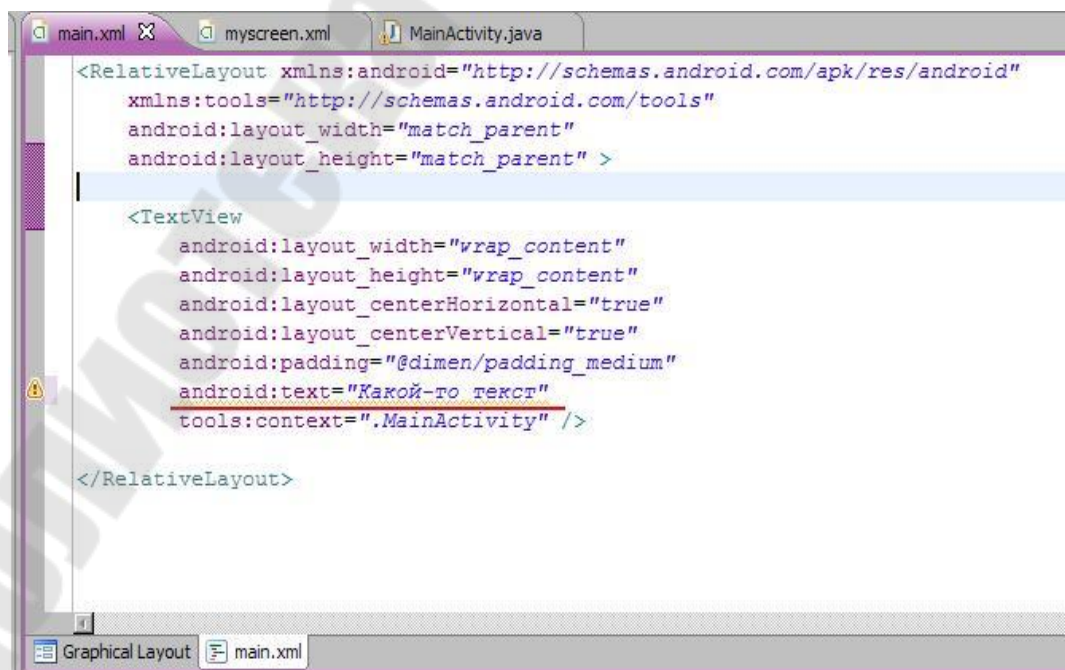 main.xml myscreen.xml MainActivity.java
<RelativeLayout xmlns:android="http://schemas.android.com/apk/res/android"
xmlns:tools="http://schemas.android.com/tools"
android:layout_width="match_parent"
android:layout_height="match_parent" >
<TextView
android:layout_width="wrap_content"
android:layout_height="wrap_content"
android:layout_centerHorizontal="true"
android:layout_centerVertical="true"
android:padding="@dimen/padding_medium"
android:text="Какой-то текст"
tools:context=".MainActivity" />
</RelativeLayout>
Graphical Layout main.xml